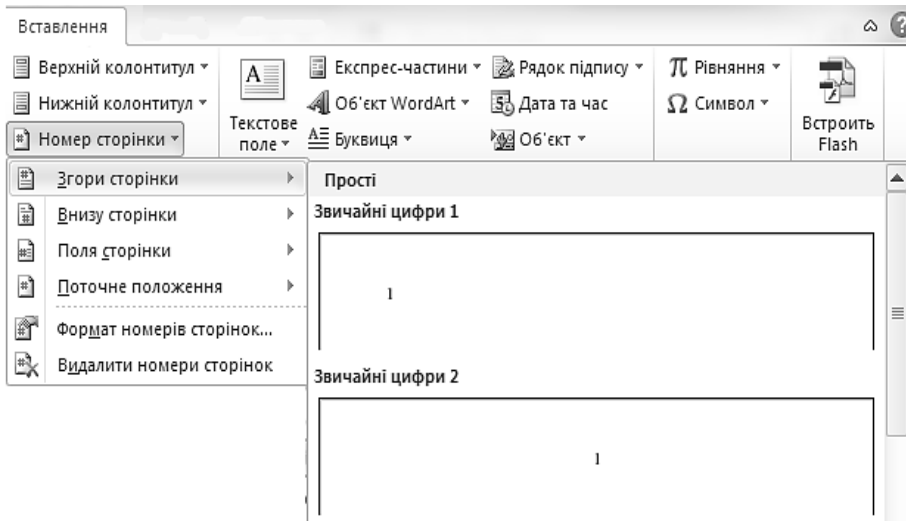 Вставлення
Верхній колонтитул
Нижній колонтитул
Номер сторінки
Текстове
поле
Експрес-частини
Об'єкт WordArt
Буквиця
Рядок підпису
Дата та час
Об'єкт
π Рівняння
Ω Символ
Встроить
Flash
Згори сторінки
Внизу сторінки
Поля сторінки
Поточне положення
Формат номерів сторінок...
Видалити номери сторінок
Прості
Звичайні цифри 1
1
Звичайні цифри 2
1